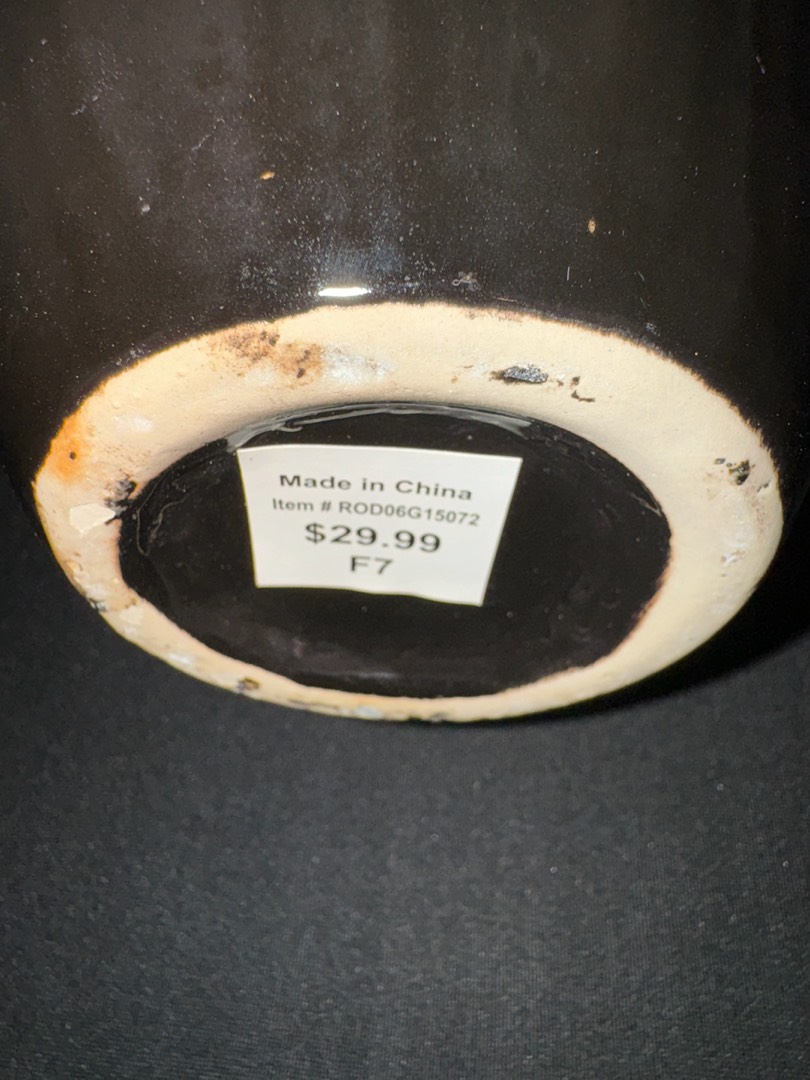 Made in China
Item # ROD06G15072
$29.99
F7